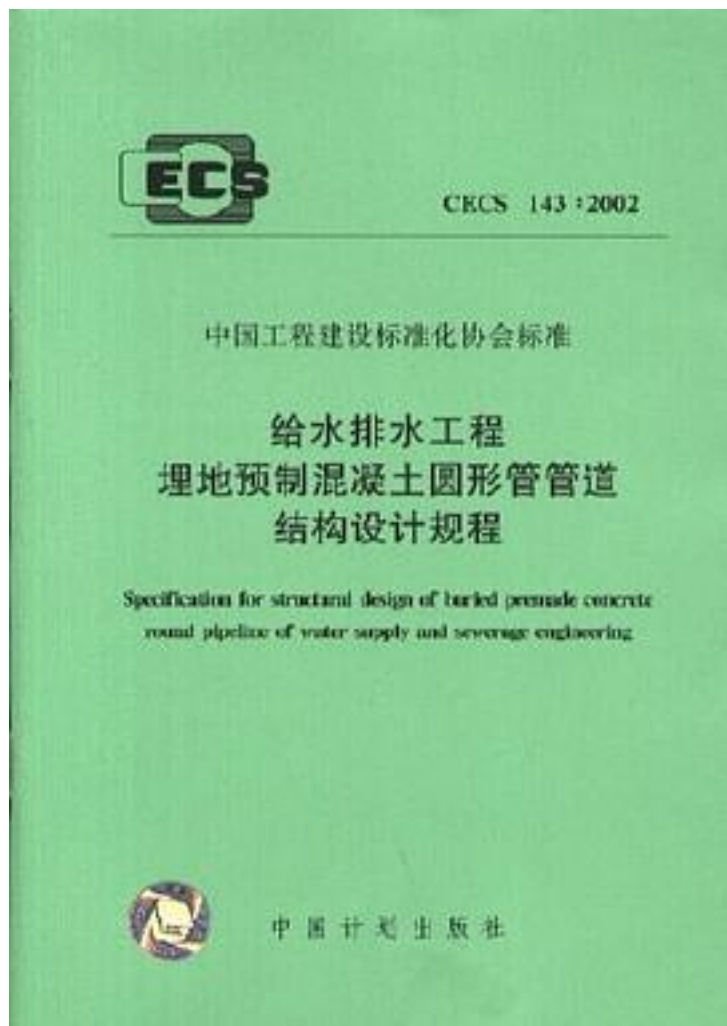 ECS
CECS 143:2002
中国工程建设标准化协会标准
给水排水工程
埋地预制混凝土圆形管管道
结构设计规程
Specification for structural design of buried premade concrete
round pipeline of water supply and sewerage engineering
中国计划出版社